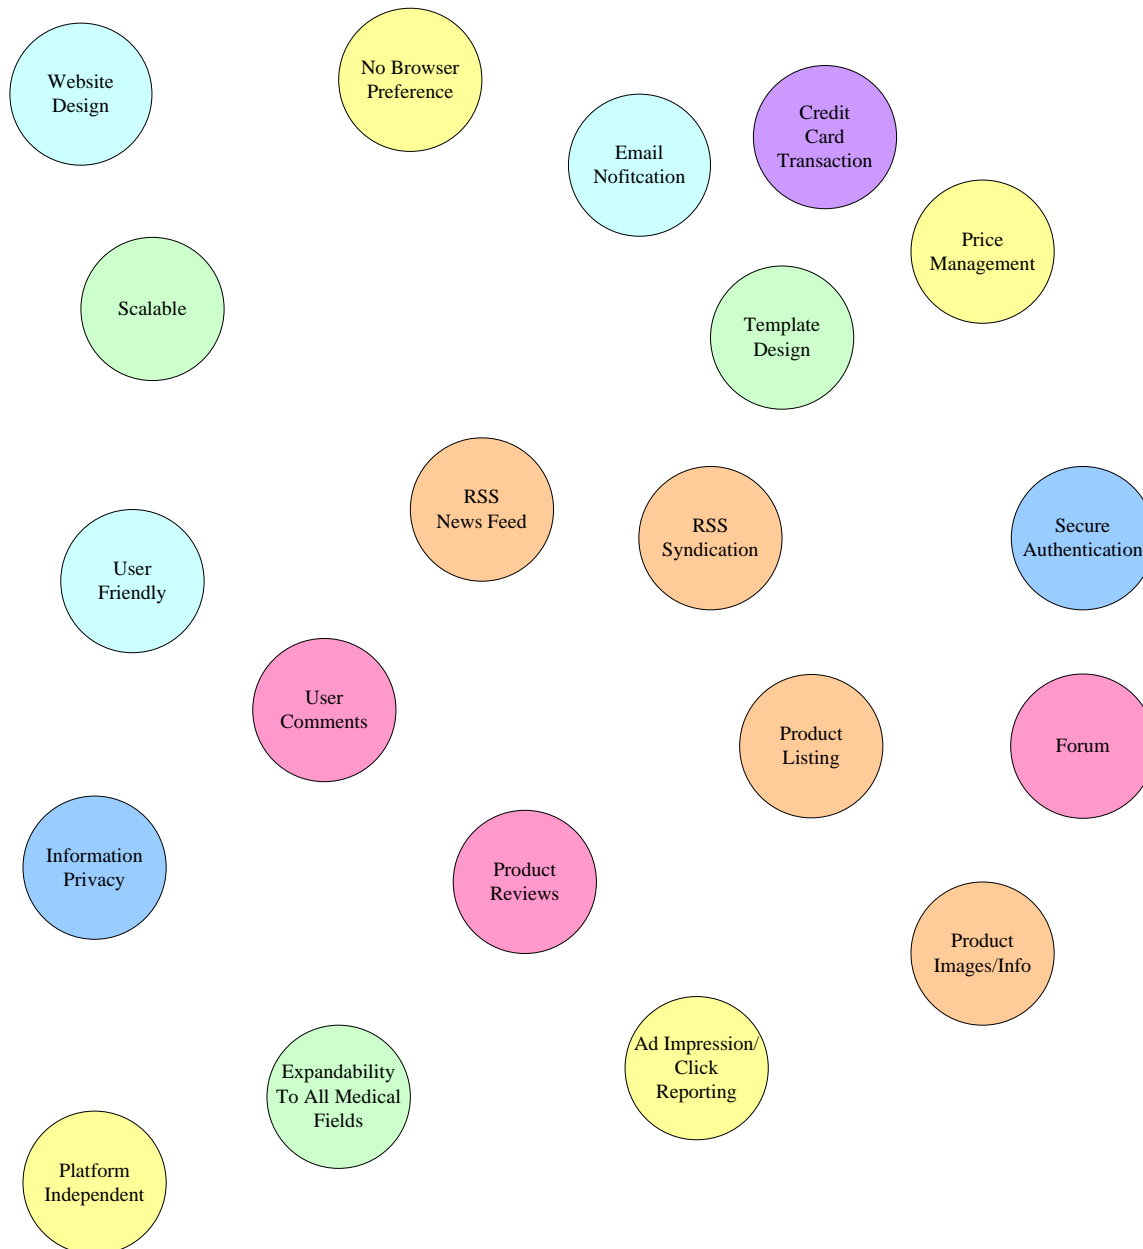 Website
Design
No Browser
Preference
Email
Nofitcation
Credit
Card
Transaction
Price
Management
Scalable
Template
Design
RSS
News Feed
RSS
Syndication
Secure
Authentication
User
Friendly
User
Comments
Product
Listing
Forum
Information
Privacy
Product
Reviews
Product
Images/Info
Ad Impression/
Click
Reporting
Expandability
To All Medical
Fields
Platform
Independent